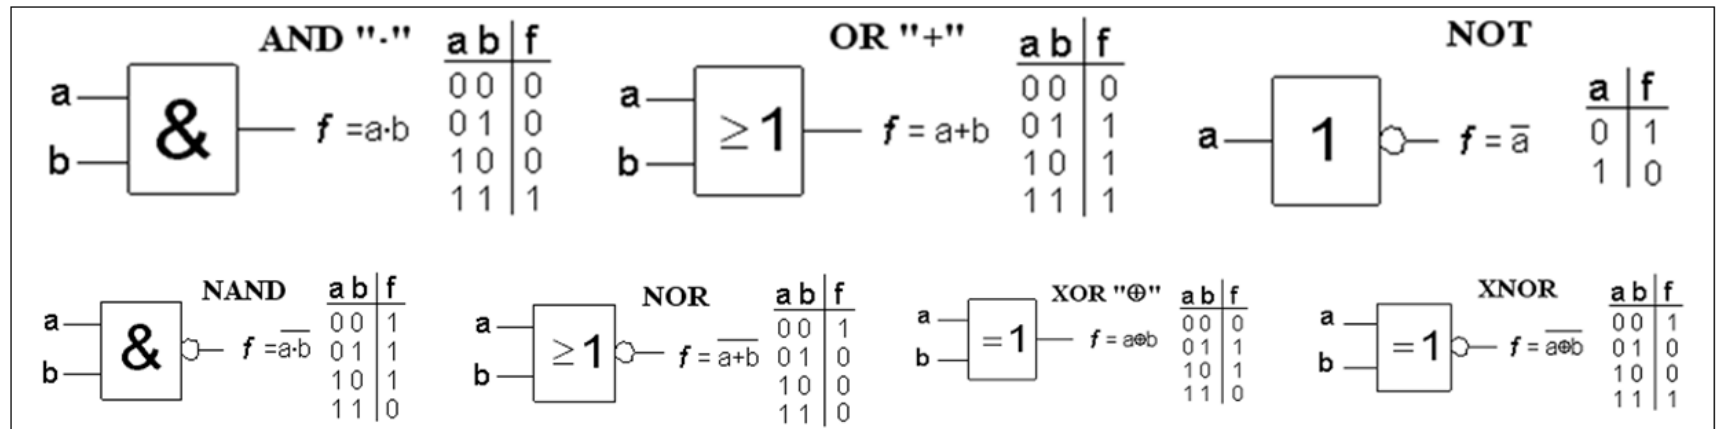 AND "·"
a
b
&
f =a·b
a b f
0 0 0
0 1 0
1 0 0
1 1 1
OR "+"
a
b
≥1
f = a+b
a b f
0 0 0
0 1 1
1 0 1
1 1 1
NOT
a
1
f = a̅
a f
0 1
1 0
NAND
a
b
&
f =a̅·̅b̅
a b f
0 0 1
0 1 1
1 0 1
1 1 0
NOR
a
b
≥1
f = a̅+̅b̅
a b f
0 0 1
0 1 0
1 0 0
1 1 0
XOR "⊕"
a
b
=1
f = a⊕b
a b f
0 0 0
0 1 1
1 0 1
1 1 0
XNOR
a
b
=1
f = a̅⊕̅b̅
a b f
0 0 1
0 1 0
1 0 0
1 1 1